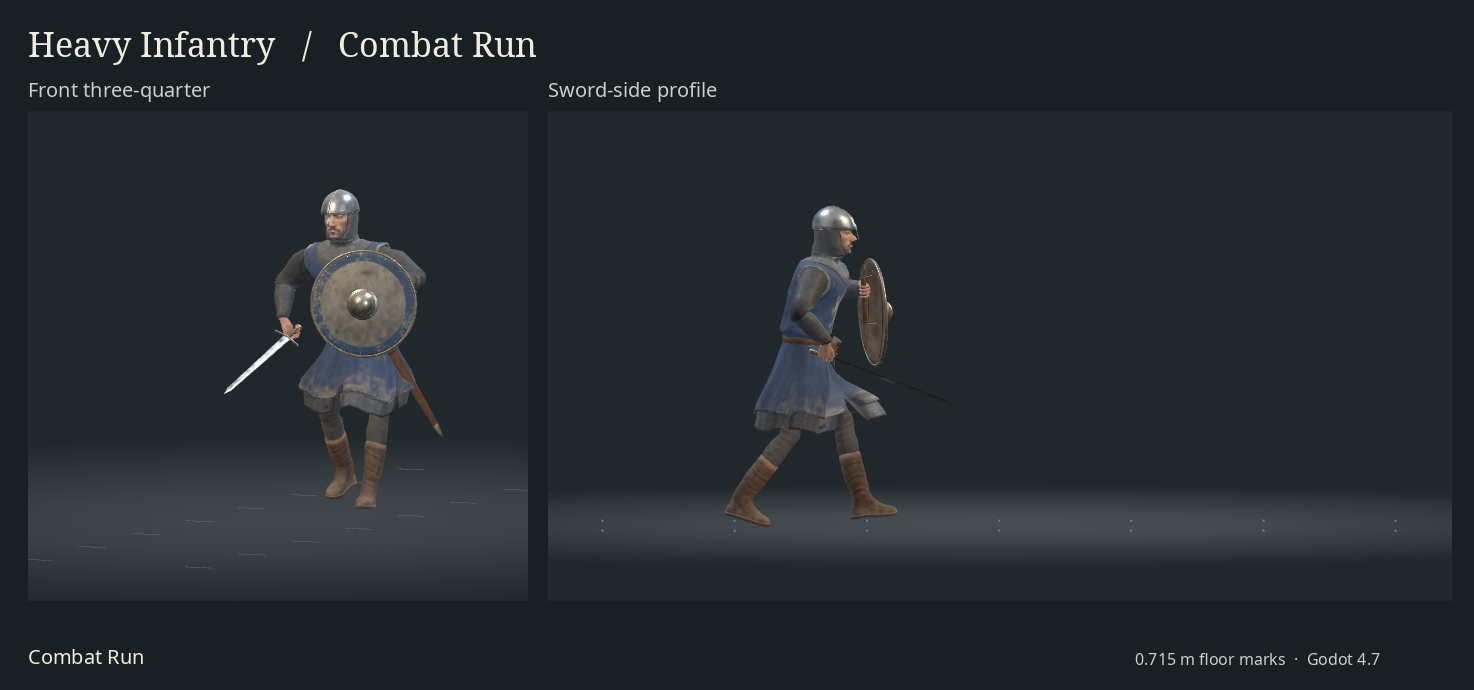 Heavy Infantry / Combat Run
Front three-quarter
Sword-side profile
Combat Run
0.715 m floor marks · Godot 4.7